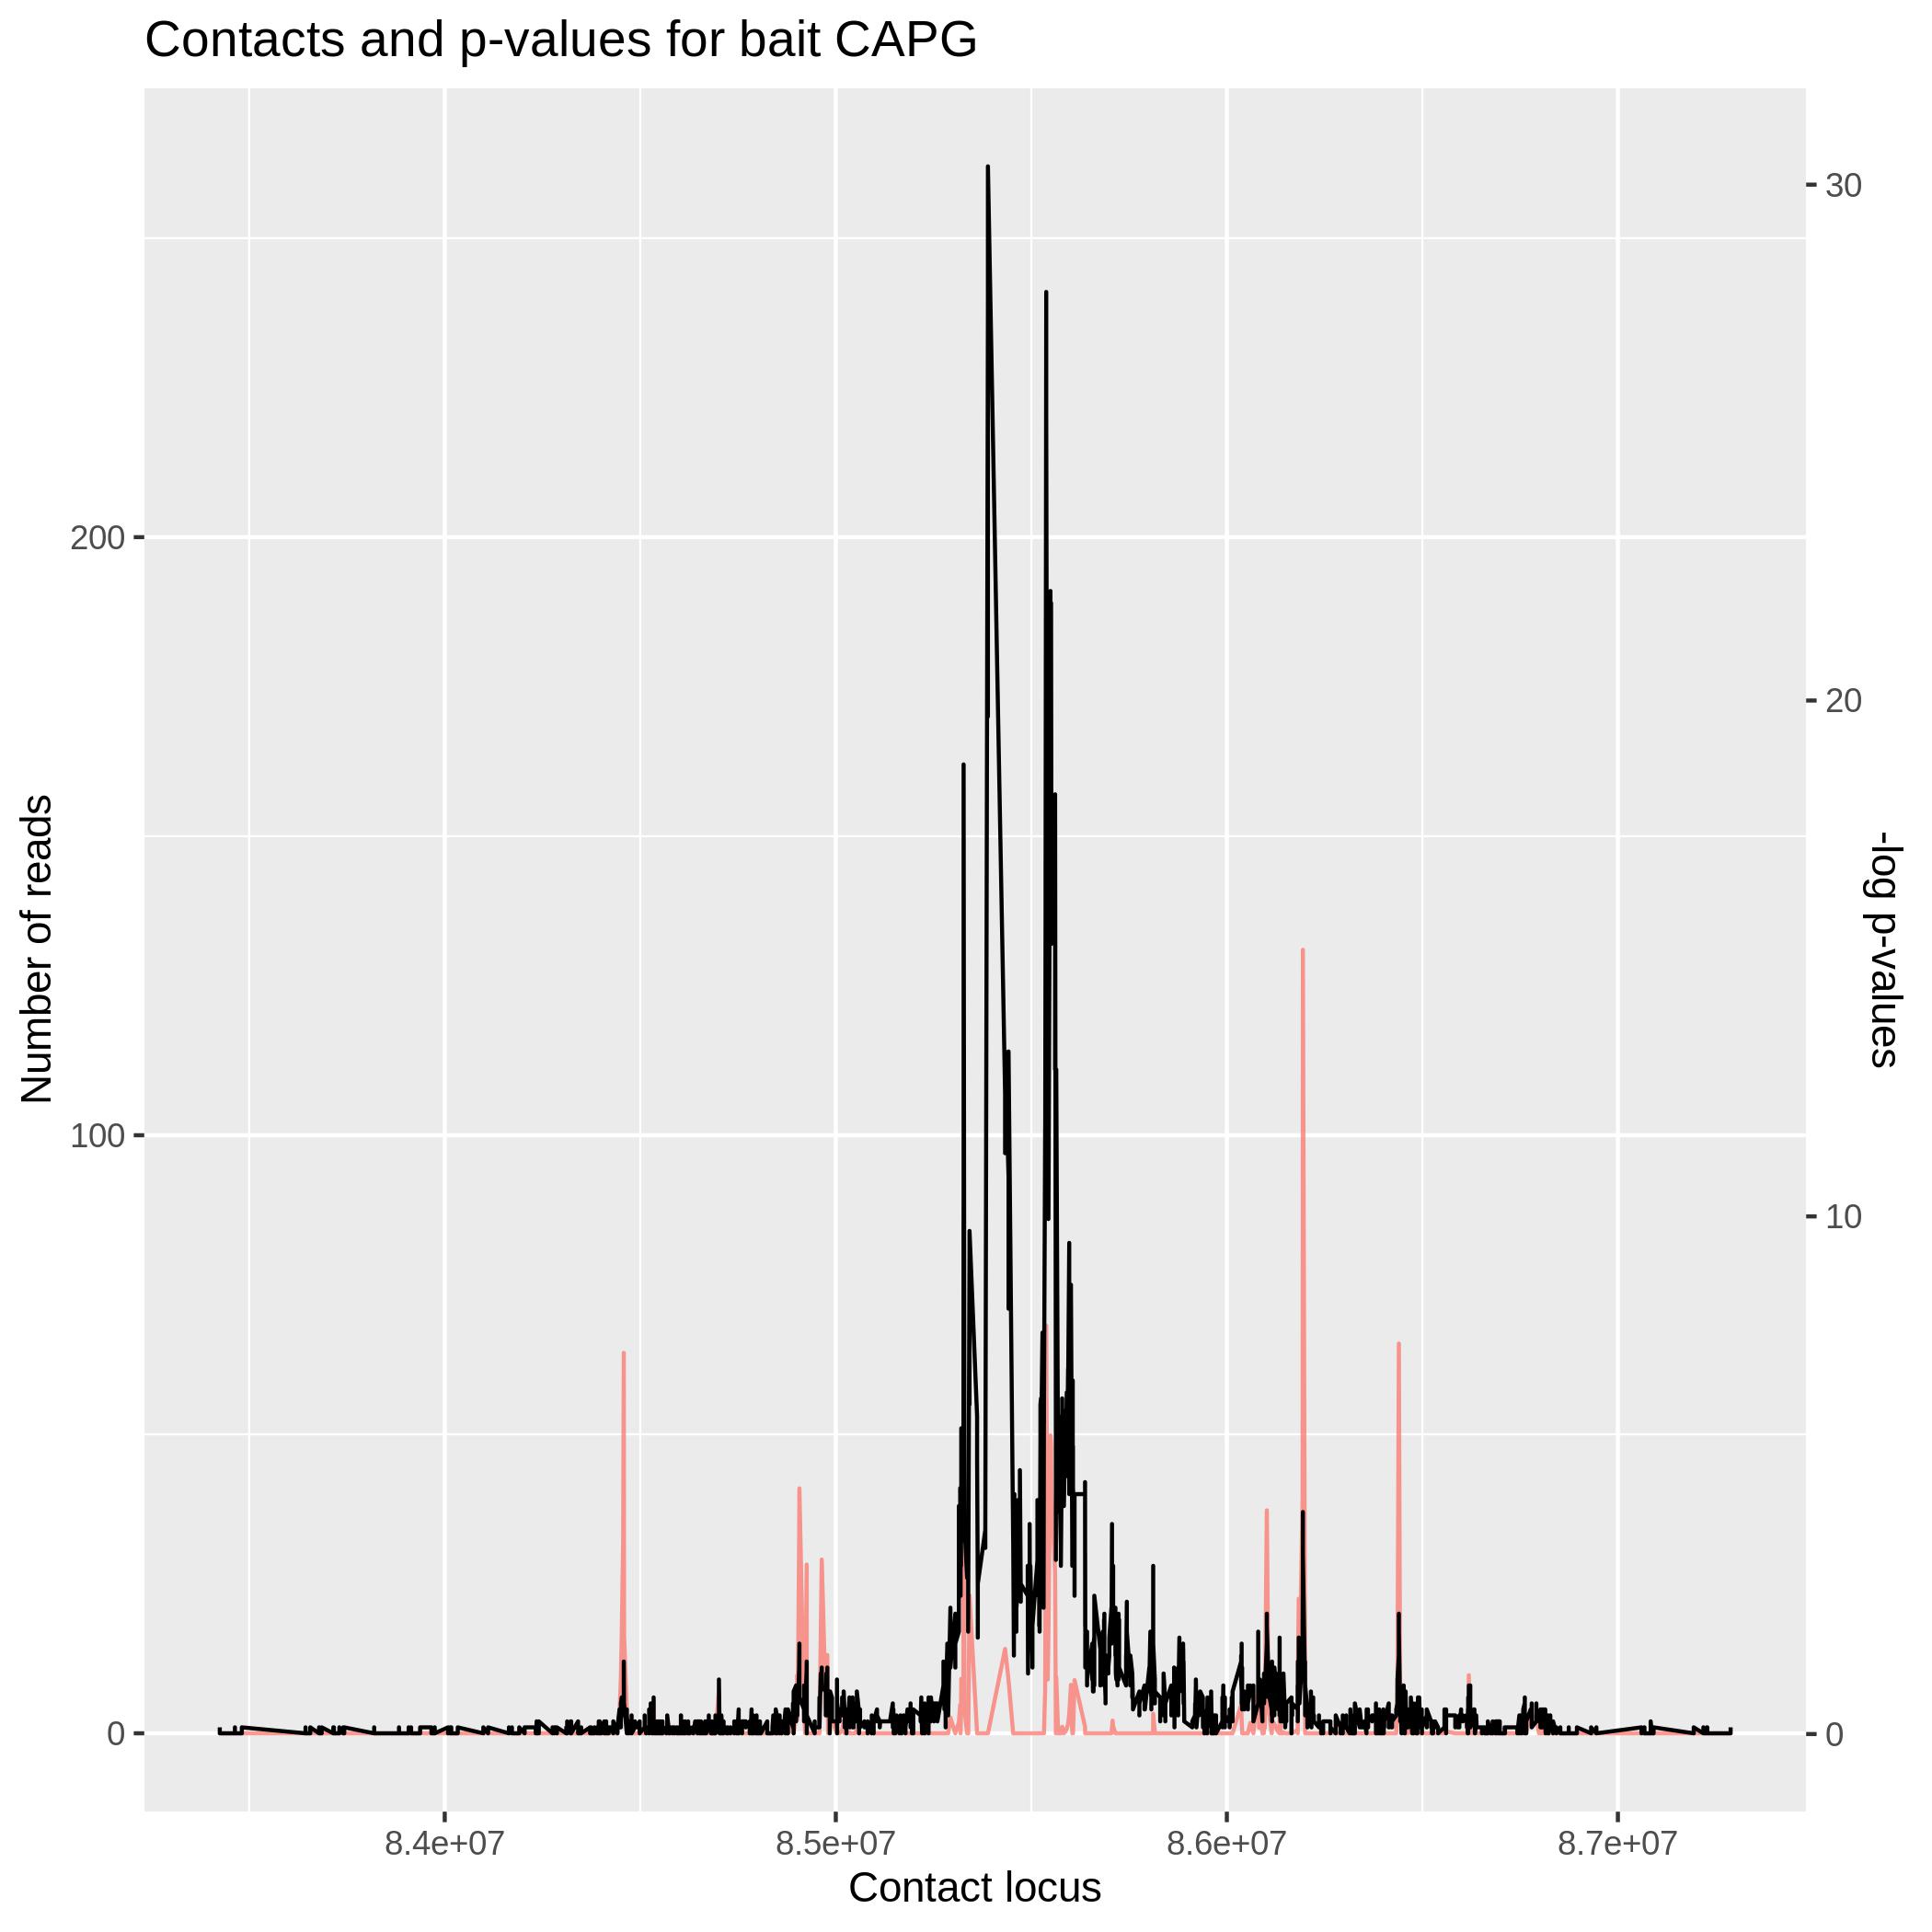 Contacts and p-values for bait CAPG
30
200
20
Number of reads
-log p-values
100
10
0
0
8.4e+07
8.5e+07
8.6e+07
8.7e+07
Contact locus